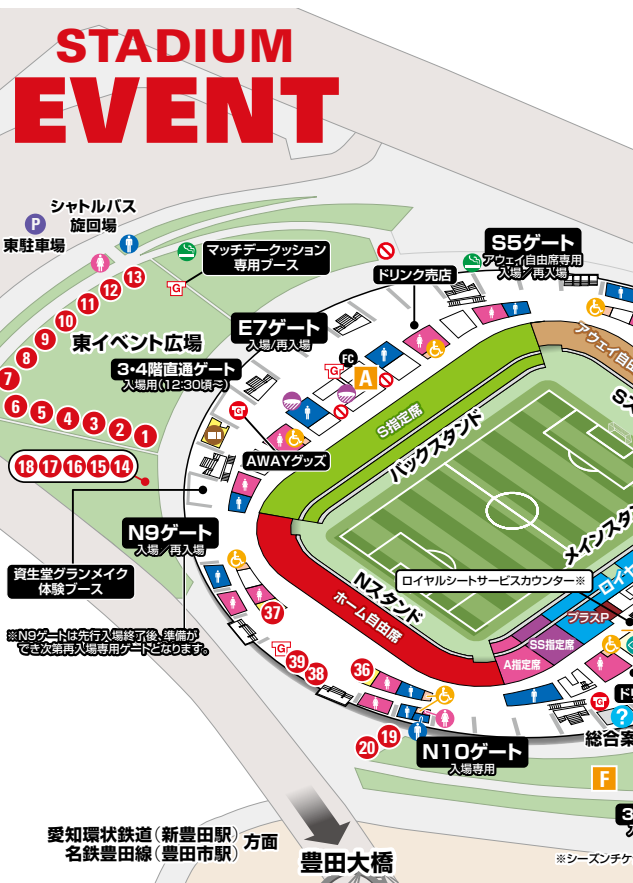 STADIUM
EVENT
シャトルバス
旋回場
P
東駐車場
マッチデークッション
専用ブース
G
ドリンク売店
S5ゲート
アウェイ自由席専用
入場/再入場
13
12
11
10
9
8
7
6
5
4
3
2
1
東イベント広場
E7ゲート
入場/再入場
3・4階直通ゲート
入場用(12:30頃〜)
FC
G
A
G
AWAYグッズ
18 17 16 15 14
S指定席
バックスタンド
アウェイ自由
Sス
メインスタ
N9ゲート
入場/再入場
資生堂グランメイク
体験ブース
※N9ゲートは先行入場終了後、準備が
でき次第再入場専用ゲートとなります。
Nスタンド
ホーム自由席
ロイヤルシートサービスカウンター※
ロイヤ
プラスP
SS指定席
A指定席
37
G
39
38
36
19
20
N10ゲート
入場専用
G
?
総合案
F
愛知環状鉄道(新豊田駅)
名鉄豊田線(豊田市駅)
方面
豊田大橋
※シーズンチケ